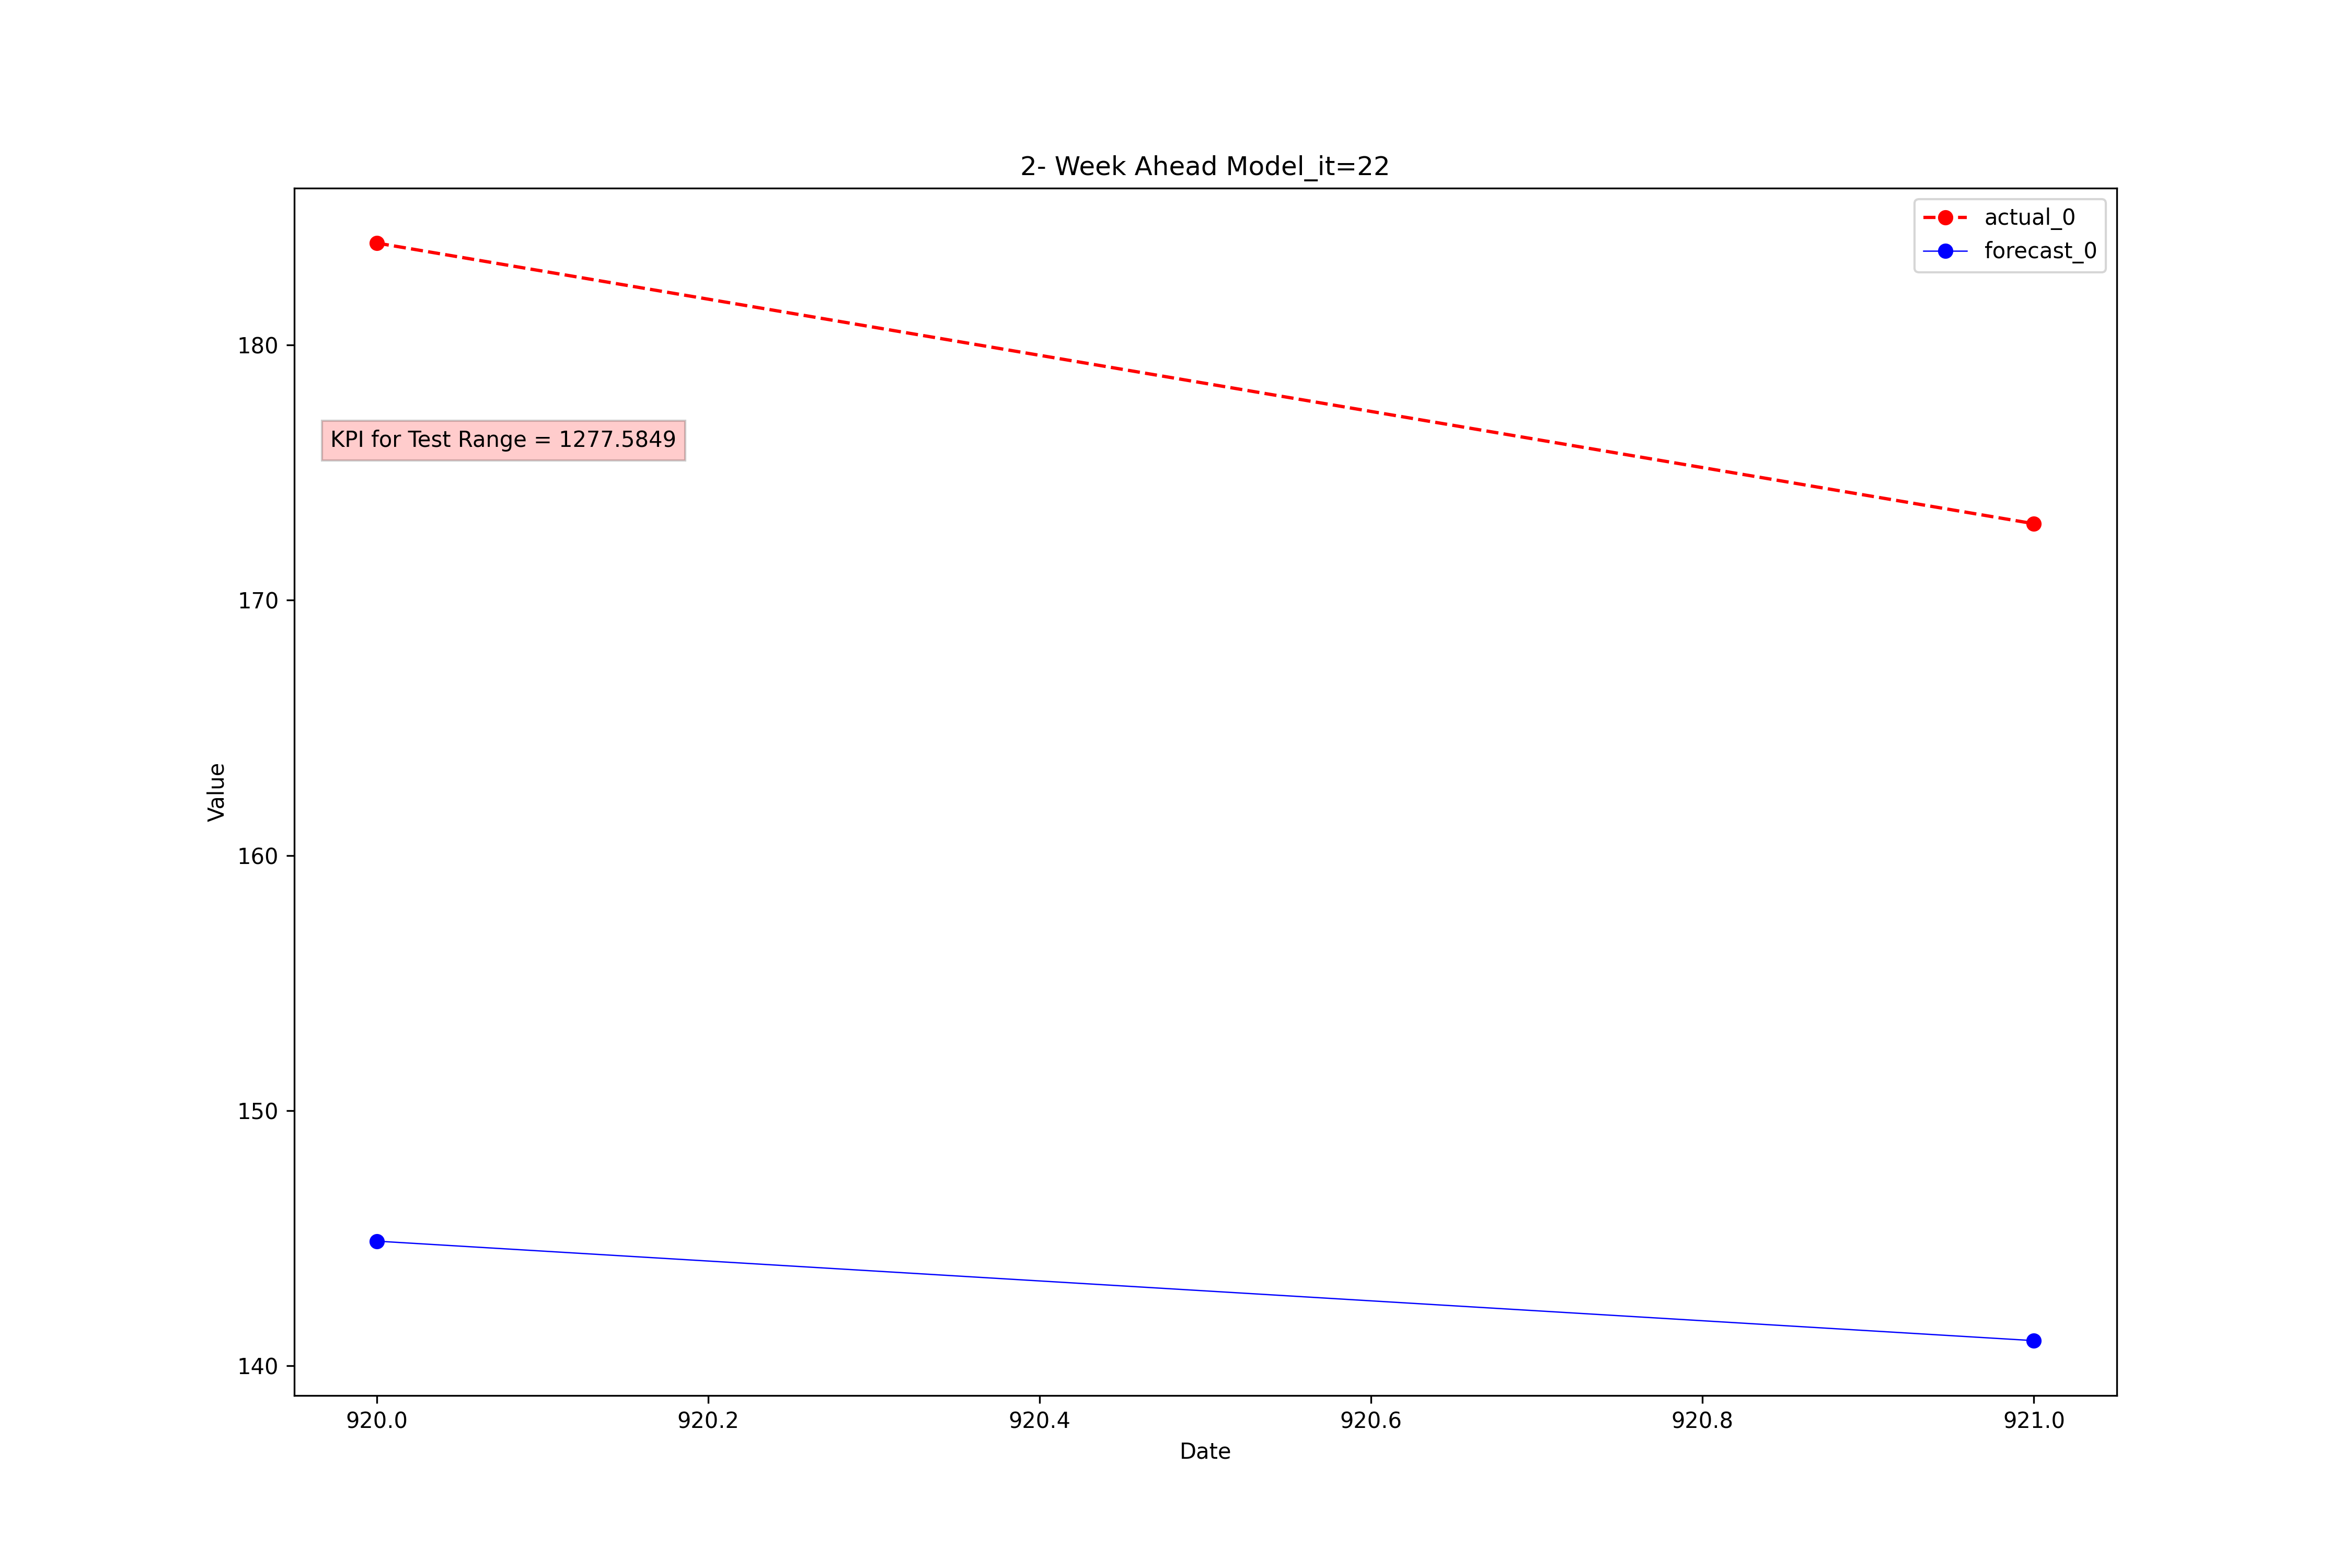 2- Week Ahead Model_it=22
actual_0
forecast_0
KPI for Test Range = 1277.5849
Value
180
170
160
150
140
920.0 920.2 920.4 920.6 920.8 921.0
Date